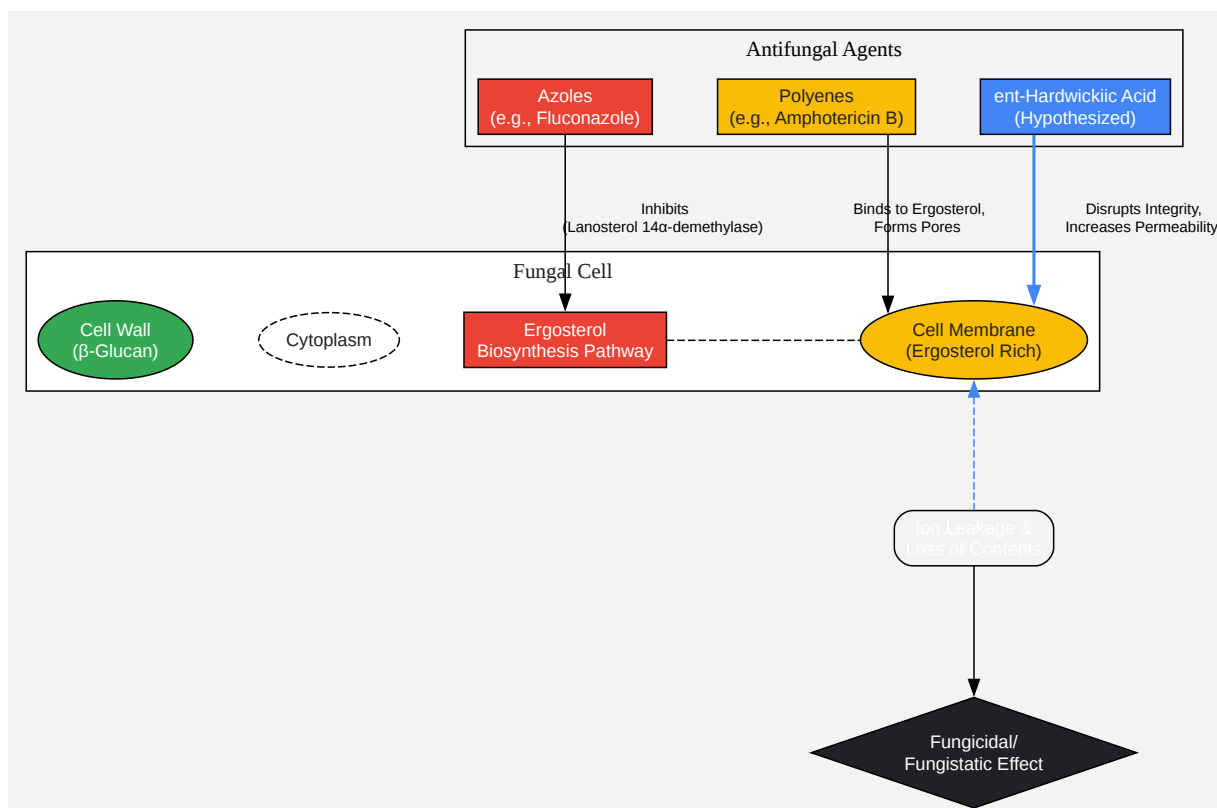 Antifungal Agents
Azoles
(e.g., Fluconazole)
Polyenes
(e.g., Amphotericin B)
ent-Hardwickiic Acid
(Hypothesized)
Inhibits
(Lanosterol 14α-demethylase)
Binds to Ergosterol,
Forms Pores
Disrupts Integrity,
Increases Permeability
Fungal Cell
Cell Wall
(β-Glucan)
Cytoplasm
Ergosterol
Biosynthesis Pathway
Cell Membrane
(Ergosterol Rich)
Ion Leakage &
Loss of Contents
Fungicidal/
Fungistatic Effect